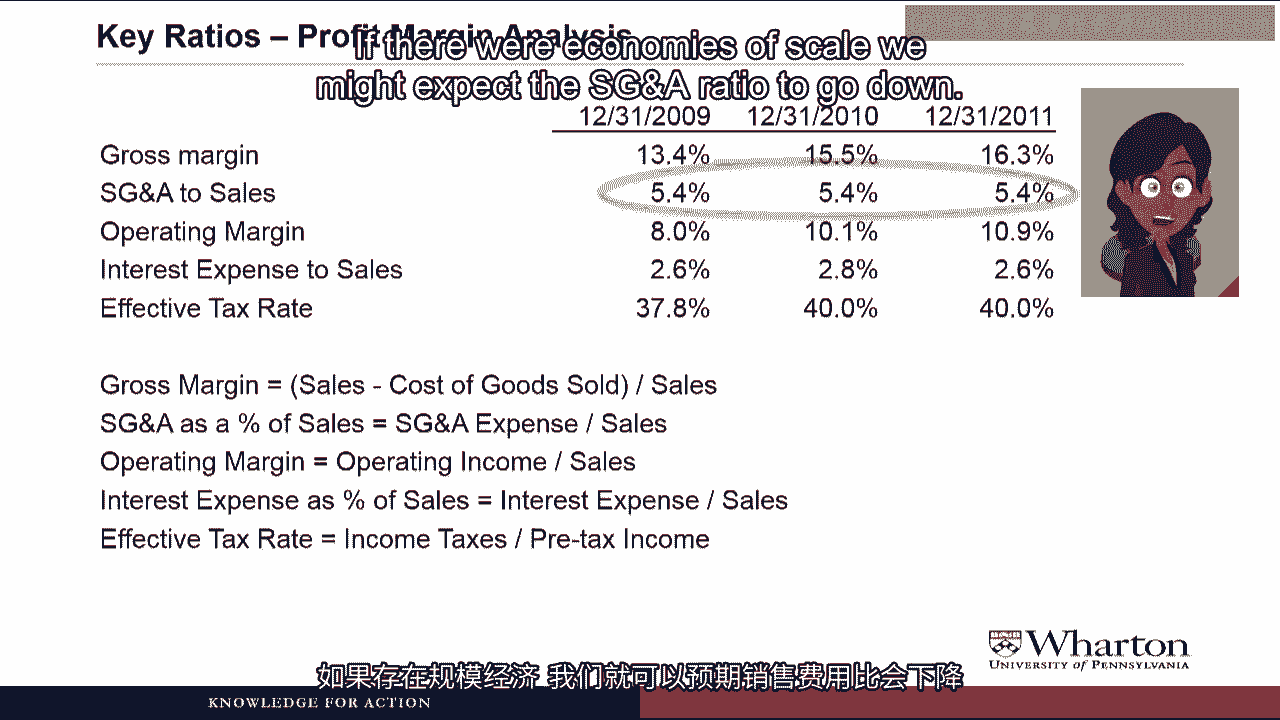 Key Ratios – Profit Margin Analysis
If there were economies of scale we
might expect the SG&A ratio to go down.
12/31/2009 12/31/2010 12/31/2011
Gross margin 13.4% 15.5% 16.3%
SG&A to Sales 5.4% 5.4% 5.4%
Operating Margin 8.0% 10.1% 10.9%
Interest Expense to Sales 2.6% 2.8% 2.6%
Effective Tax Rate 37.8% 40.0% 40.0%
Gross Margin = (Sales - Cost of Goods Sold) / Sales
SG&A as a % of Sales = SG&A Expense / Sales
Operating Margin = Operating Income / Sales
Interest Expense as % of Sales = Interest Expense / Sales
Effective Tax Rate = Income Taxes / Pre-tax Income
Wharton
UNIVERSITY of PENNSYLVANIA
如果存在规模经济 我们就可以预期销售费用比会下降
KNOWLEDGE FOR ACTION